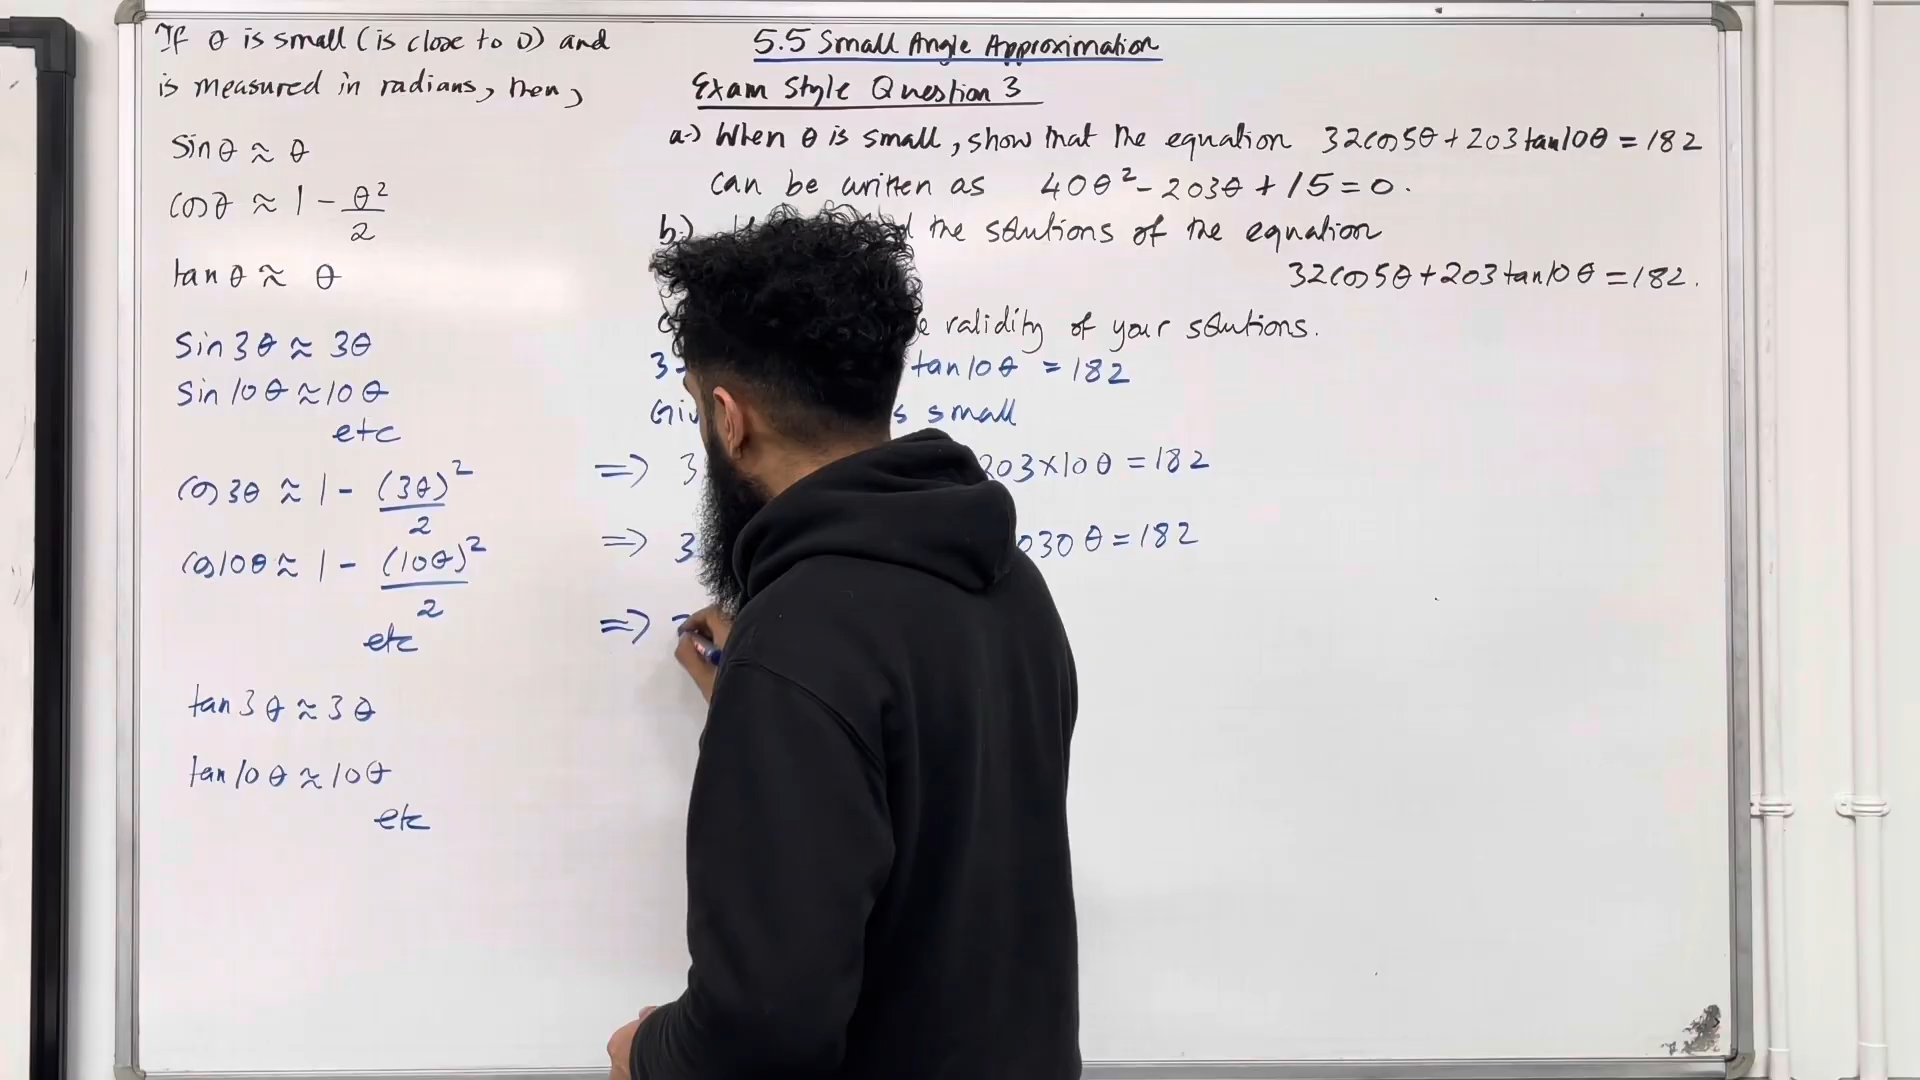 If θ is small (is close to 0) and
is measured in radians, then,
sinθ ≈ θ
cosθ ≈ 1 - θ²/2
tanθ ≈ θ
sin3θ ≈ 3θ
sin10θ ≈ 10θ
etc
cos3θ ≈ 1 - (3θ)²/2
cos10θ ≈ 1 - (10θ)²/2
etc
tan3θ ≈ 3θ
tan10θ ≈ 10θ
etc
5.5 Small Angle Approximation
Exam Style Question 3
a) When θ is small, show that the equation 32cos5θ + 203tan10θ = 182
can be written as 40θ² - 203θ + 15 = 0.
b) the solutions of the equation
32cos5θ + 203tan10θ = 182.
validity of your solutions.
tan10θ = 182
small
⇒ 3 203×10θ = 182
⇒ 3 030θ = 182
⇒